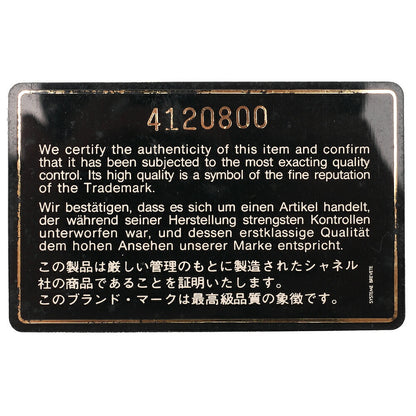 4120800
We certify the authenticity of this item and confirm
that it has been subjected to the most exacting quality
control. Its high quality is a symbol of the fine reputation
of the Trademark.
Wir bestätigen, dass es sich um einen Artikel handelt,
der während seiner Herstellung strengsten Kontrollen
unterworfen war, und dessen erstklassige Qualität
dem hohen Ansehen unserer Marke entspricht.
この製品は厳しい管理のもとに製造されたシャネル
社の商品であることを証明いたします。
このブランド・マークは最高級品質の象徴です。
SYSTEME BREVETE